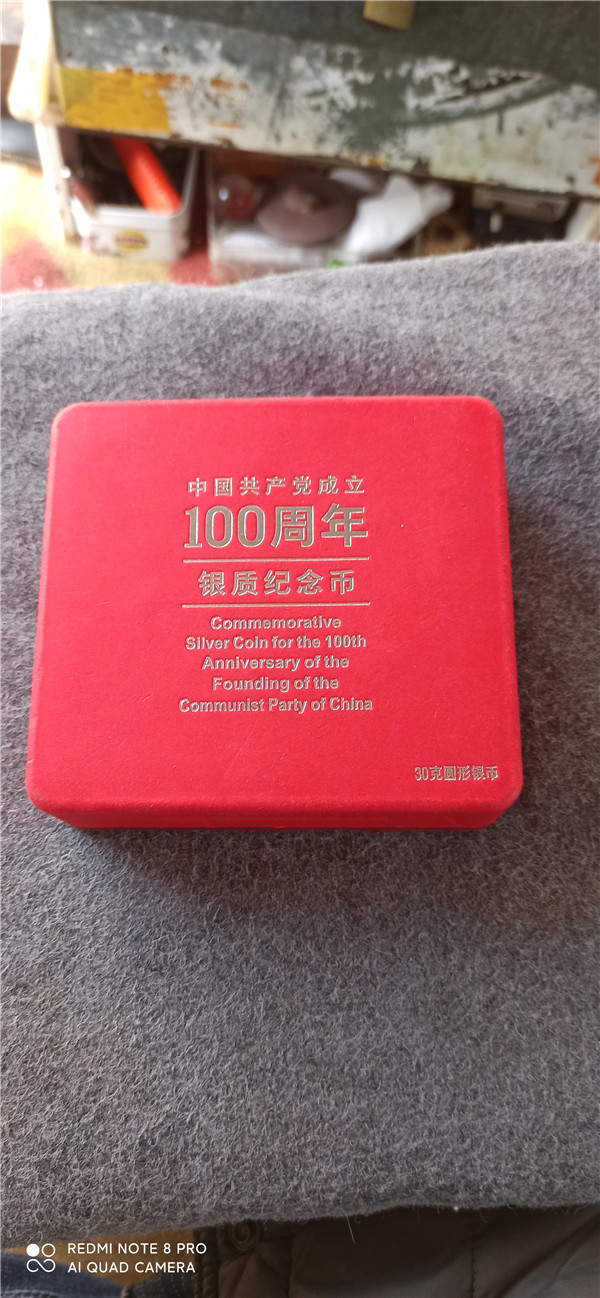 中国共产党成立
100周年
银质纪念币
Commemorative
Silver Coin for the 100th
Anniversary of the
Founding of the
Communist Party of China
30克圆形银币
REDMI NOTE 8 PRO
AI QUAD CAMERA